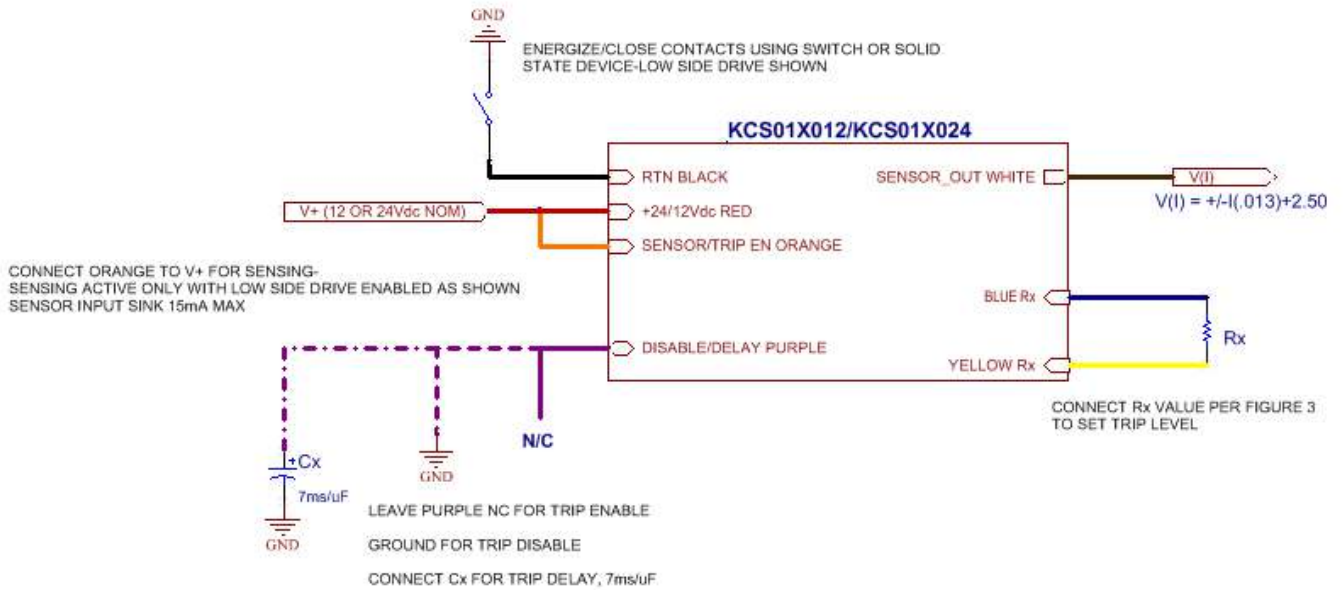 GND
ENERGIZE/CLOSE CONTACTS USING SWITCH OR SOLID
STATE DEVICE-LOW SIDE DRIVE SHOWN
KCS01X012/KCS01X024
RTN BLACK
SENSOR_OUT WHITE
V(I)
V(I) = +/-I(.013)+2.50
V+ (12 OR 24Vdc NOM)
+24/12Vdc RED
SENSOR/TRIP EN ORANGE
CONNECT ORANGE TO V+ FOR SENSING-
SENSING ACTIVE ONLY WITH LOW SIDE DRIVE ENABLED AS SHOWN
SENSOR INPUT SINK 15mA MAX
BLUE Rx
Rx
DISABLE/DELAY PURPLE
YELLOW Rx
CONNECT Rx VALUE PER FIGURE 3
TO SET TRIP LEVEL
N/C
+Cx
GND
7ms/uF
GND
LEAVE PURPLE NC FOR TRIP ENABLE
GROUND FOR TRIP DISABLE
CONNECT Cx FOR TRIP DELAY, 7ms/uF